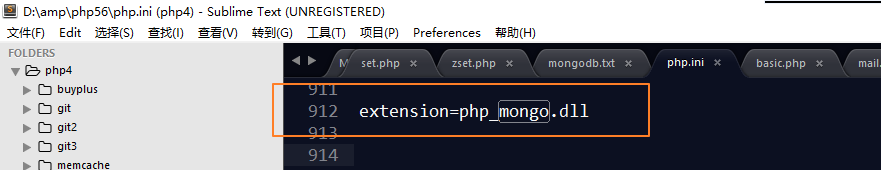 D:\amp\php56\php.ini (php4) - Sublime Text (UNREGISTERED)
文件(F) Edit 选择(S) 查找(I) 查看(V) 转到(G) 工具(T) 项目(P) Preferences 帮助(H)
FOLDERS
php4
buyplus
git
git2
git3
memcache
M set.php × zset.php × mongodb.txt × php.ini × basic.php × mail.
911
912 extension=php_mongo.dll
913
914